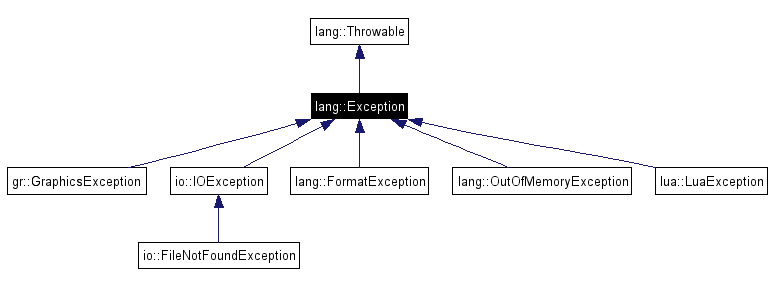 lang::Throwable
lang::Exception
gr::GraphicsException
io::IOException
lang::FormatException
lang::OutOfMemoryException
lua::LuaException
io::FileNotFoundException